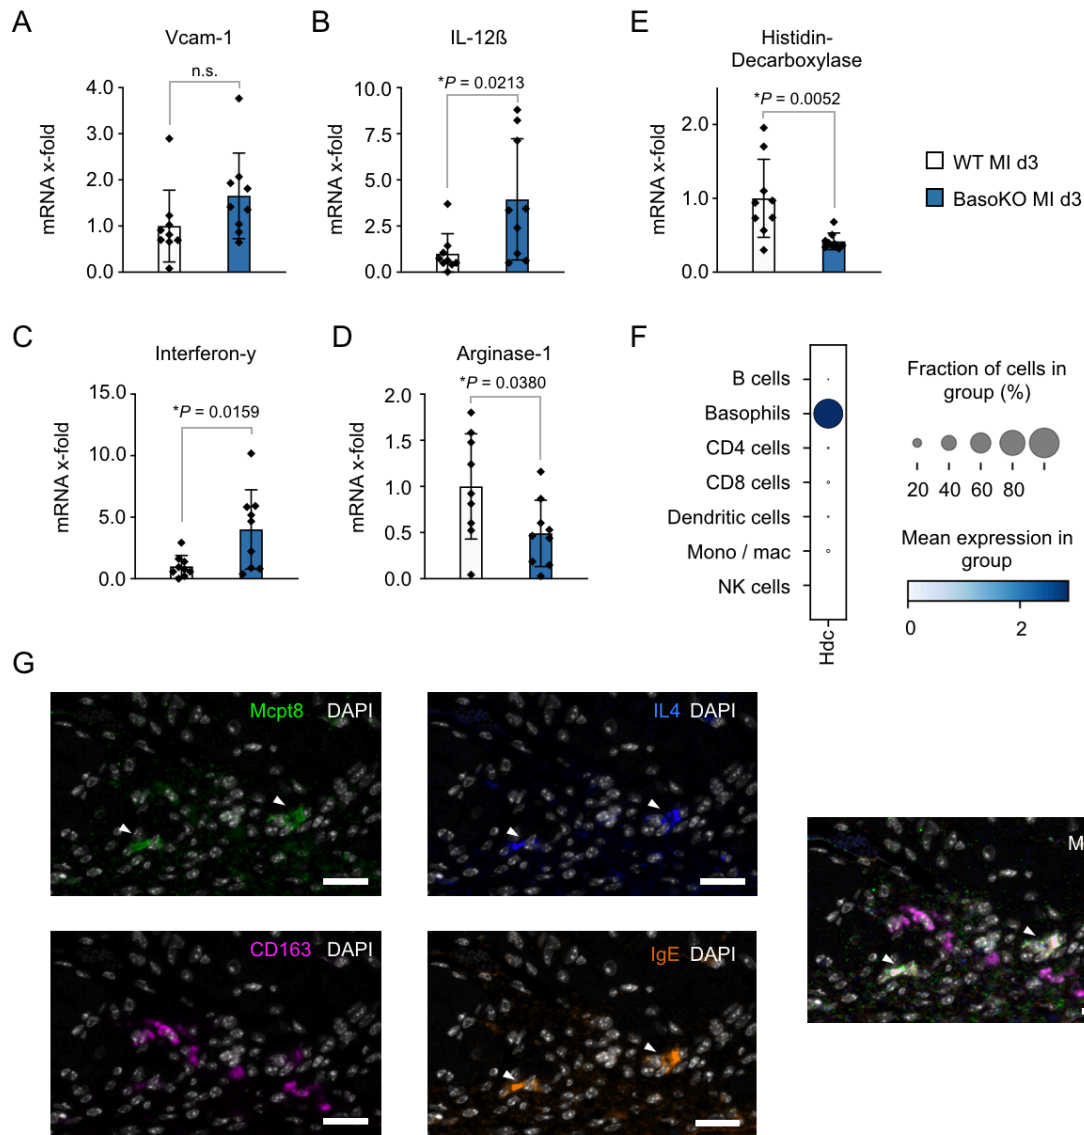 A
Vcam-1
n.s.
4.0
3.0
2.0
1.0
0.0
mRNA x-fold
B
IL-12ß
*P = 0.0213
10.0
7.5
5.0
2.5
0.0
mRNA x-fold
E
Histidin-
Decarboxylase
*P = 0.0052
2.0
1.0
0.0
mRNA x-fold
WT MI d3
BasoKO MI d3
C
Interferon-y
*P = 0.0159
15.0
10.0
5.0
0.0
mRNA x-fold
D
Arginase-1
*P = 0.0380
2.0
1.5
1.0
0.5
0.0
mRNA x-fold
F
B cells
Basophils
CD4 cells
CD8 cells
Dendritic cells
Mono / mac
NK cells
Hdc
Fraction of cells in
group (%)
20 40 60 80
Mean expression in
group
0 2
G
Mcpt8 DAPI
IL4 DAPI
CD163 DAPI
IgE DAPI